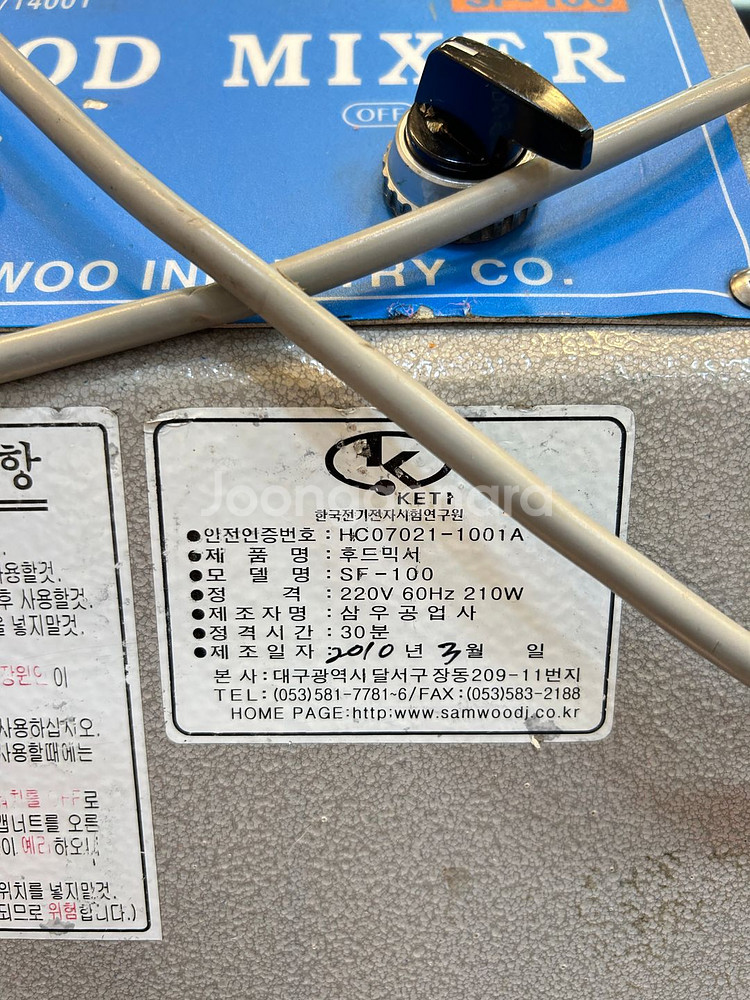 /14001
SF-100
OD MIXER
OFF
WOO INDUSTRY CO.
항
사용할것.
후 사용할것.
넣지말것.
이
사용하십시오.
사용할때에는
로
캡너트를 오른
이 예리하오니
위치를 넣지말것.
되므로 위험합니다.)
KETI
한국전기전자시험연구원
●안전인증번호 : HC07021-1001A
●제 품 명 : 후드믹서
●모 델 명 : SF-100
●정 격 : 220V 60Hz 210W
●제조자명 : 삼우공업사
●정격시간 : 30분
●제조일자 : 2010 년 3 월 일
본 사 : 대구광역시 달서구 장동209-11번지
TEL : (053)581-7781~6/FAX : (053)583-2188
HOME PAGE:http:www.samwoodj.co.kr
Joongonara